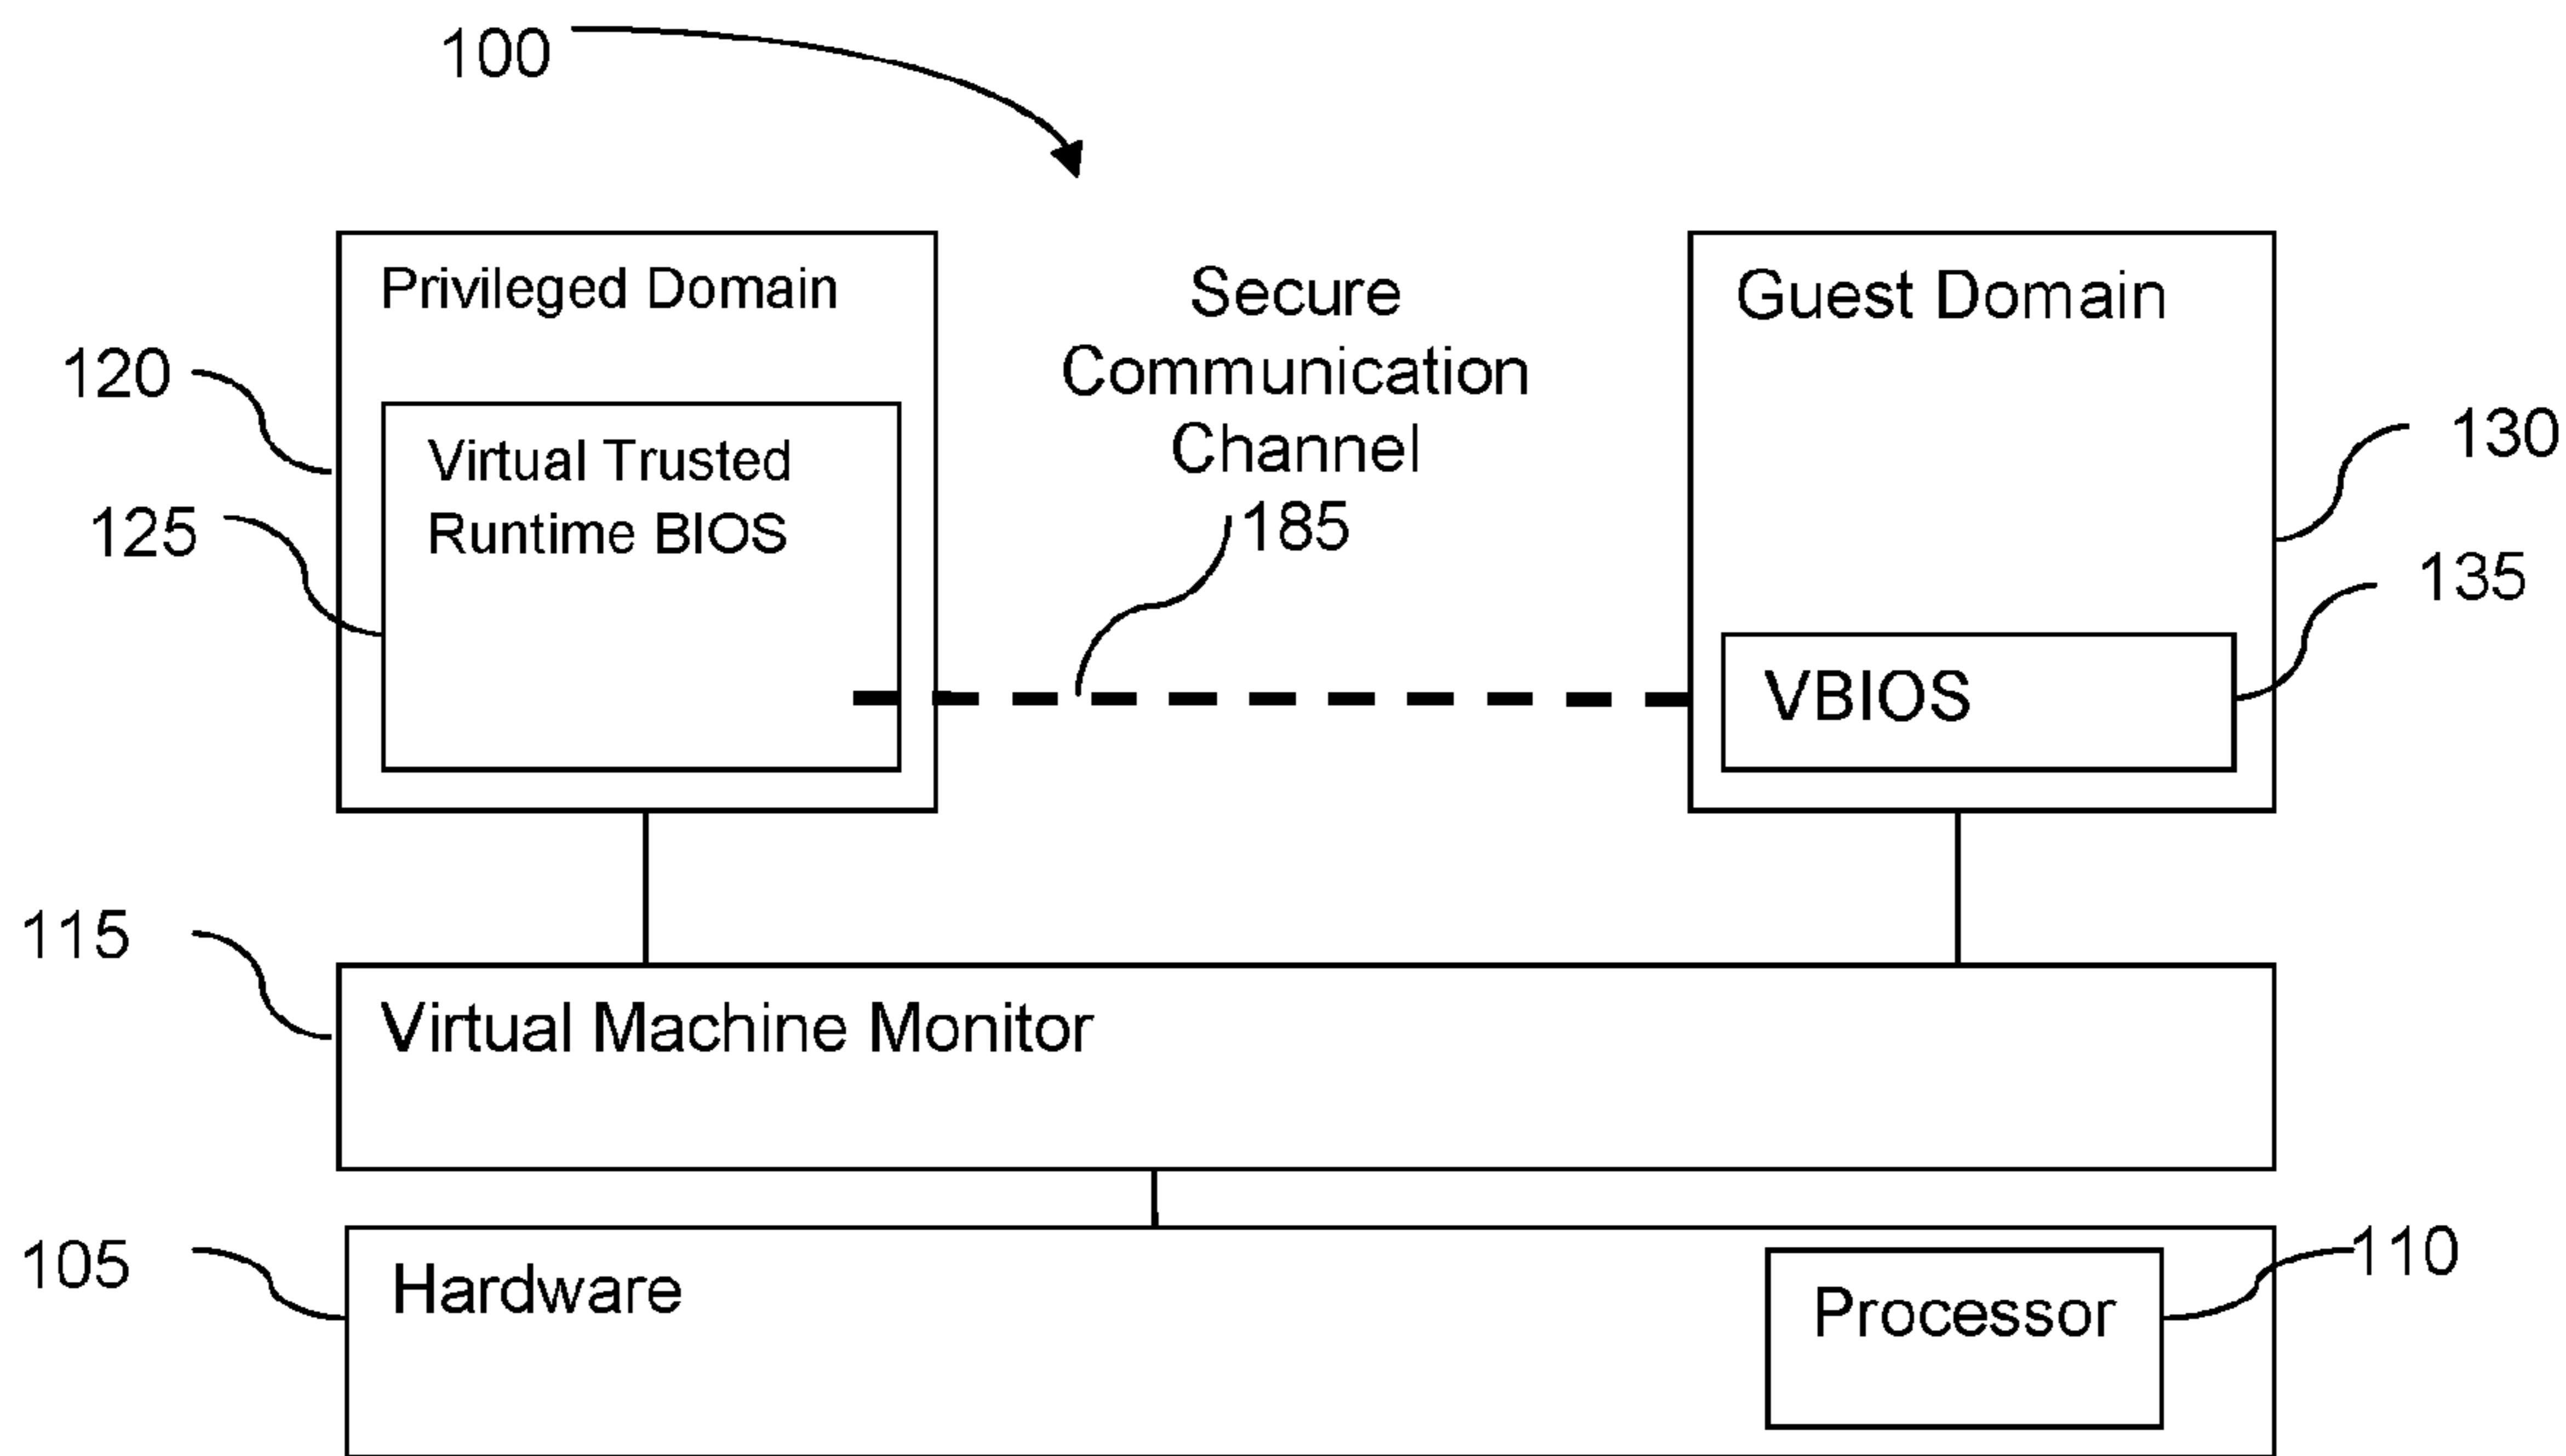 100
Privileged Domain
Secure
Communication
Channel
185
Guest Domain
120
Virtual Trusted
Runtime BIOS
125
130
135
VBIOS
115
Virtual Machine Monitor
105
Hardware
Processor
110